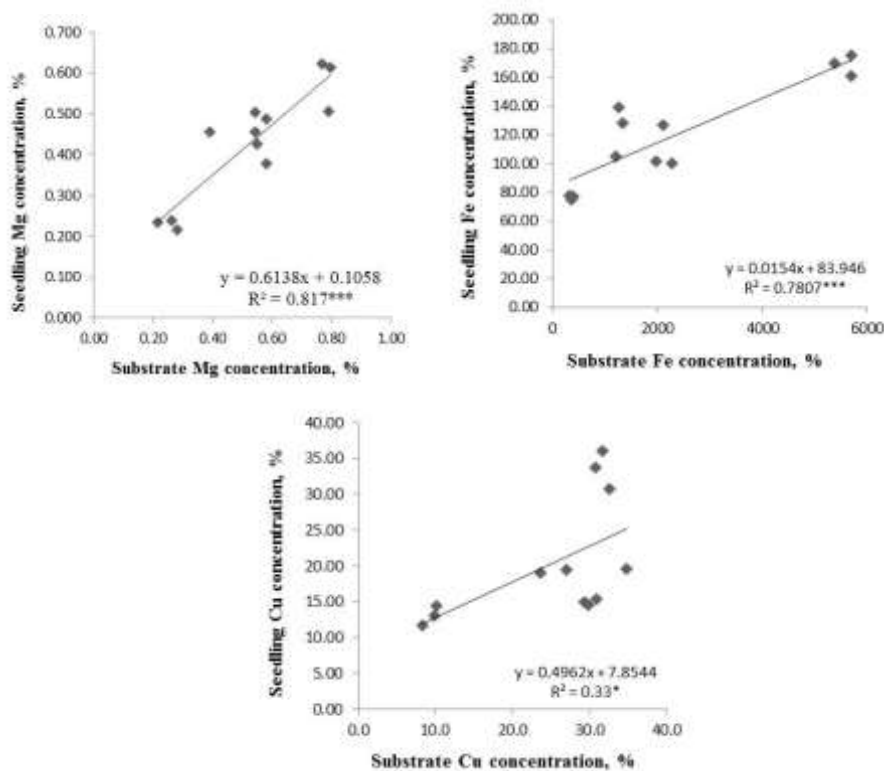 Seedling Mg concentration, %
0.700
0.600
0.500
0.400
0.300
0.200
0.100
0.000
y = 0.6138x + 0.1058
R² = 0.817***
0.00 0.20 0.40 0.60 0.80 1.00
Substrate Mg concentration, %
Seedling Fe concentration, %
200.00
180.00
160.00
140.00
120.00
100.00
80.00
60.00
40.00
20.00
0.00
y = 0.0154x + 83.946
R² = 0.7807***
0 2000 4000 6000
Substrate Fe concentration, %
Seedling Cu concentration, %
40.00
35.00
30.00
25.00
20.00
15.00
10.00
5.00
0.00
y = 0.4962x + 7.8544
R² = 0.33*
0.0 10.0 20.0 30.0 40.0
Substrate Cu concentration, %